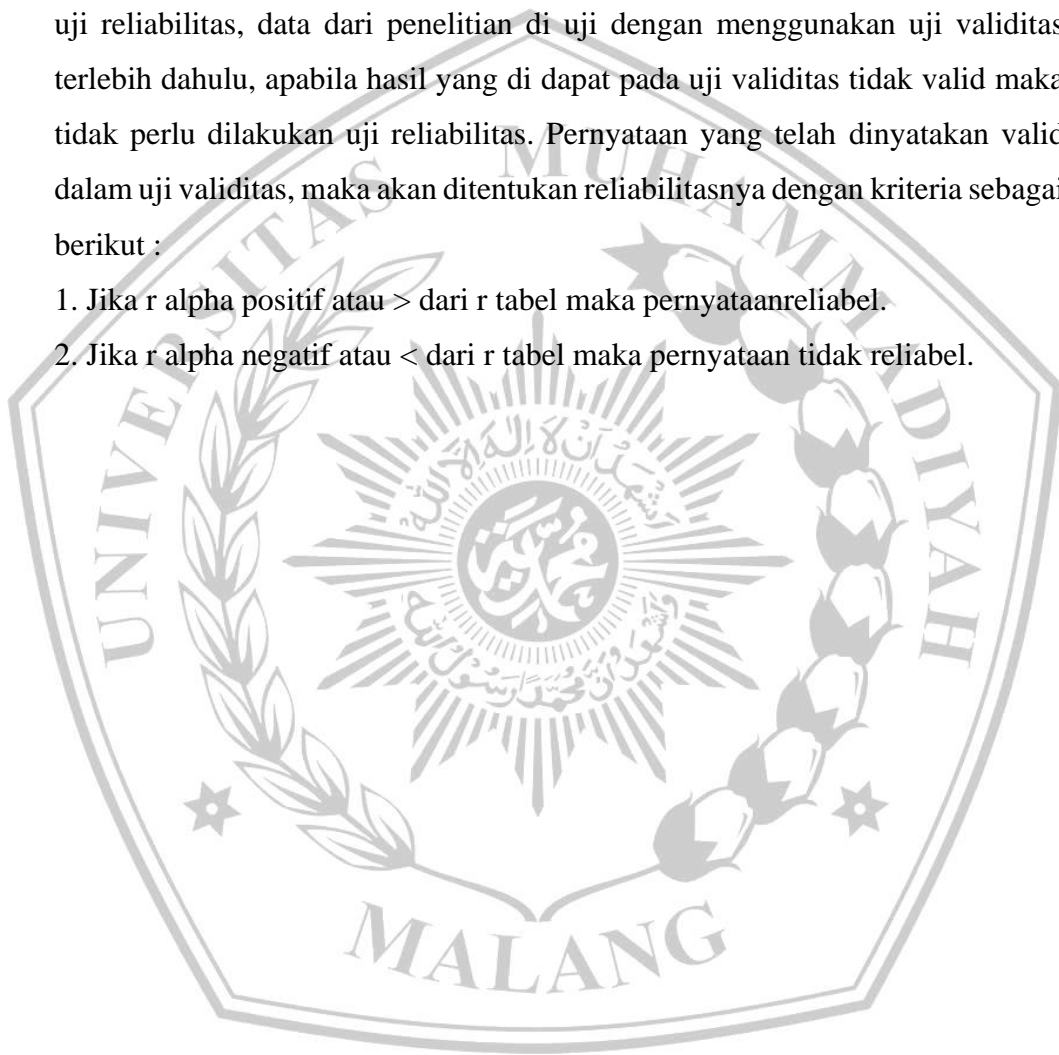 uji reliabilitas, data dari penelitian di uji dengan menggunakan uji validitas
terlebih dahulu, apabila hasil yang di dapat pada uji validitas tidak valid maka
tidak perlu dilakukan uji reliabilitas. Pernyataan yang telah dinyatakan valid
dalam uji validitas, maka akan ditentukan reliabilitasnya dengan kriteria sebagai
berikut :
1. Jika r alpha positif atau > dari r tabel maka pernyataanreliabel.
2. Jika r alpha negatif atau < dari r tabel maka pernyataan tidak reliabel.
UNIVERSITAS MUHAMMADIYAH
MALANG